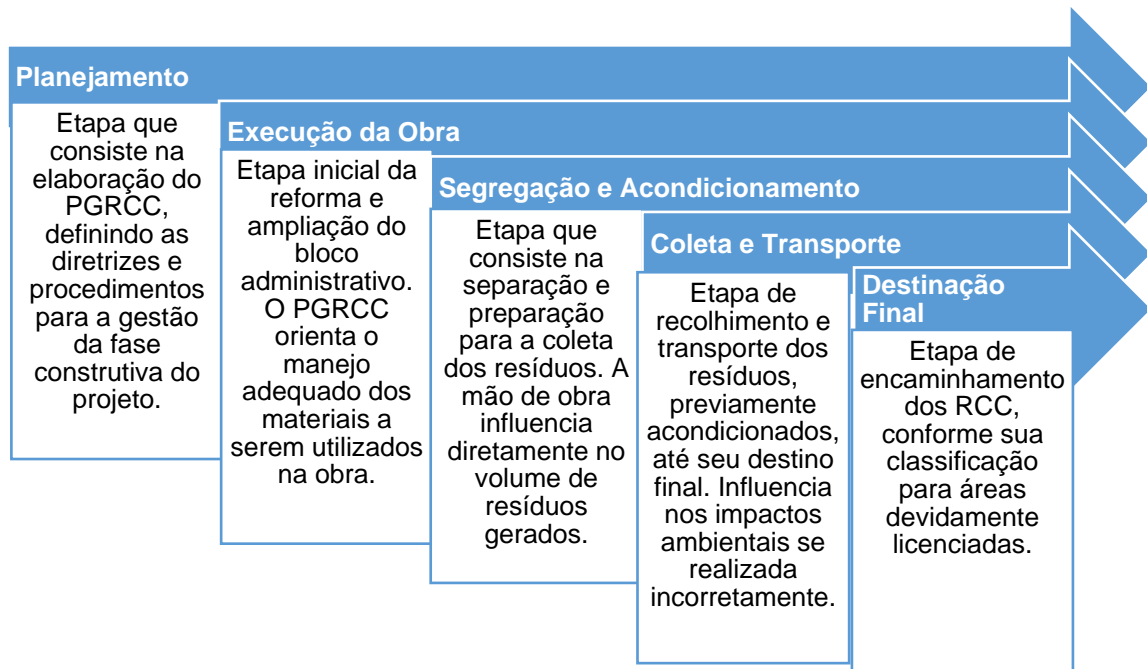 Planejamento
Etapa que
consiste na
elaboração do
PGRCC,
definindo as
diretrizes e
procedimentos
para a gestão
da fase
construtiva do
projeto.
Execução da Obra
Etapa inicial da
reforma e
ampliação do
bloco
administrativo.
O PGRCC
orienta o
manejo
adequado dos
materiais a
serem utilizados
na obra.
Segregação e Acondicionamento
Etapa que
consiste na
separação e
preparação
para a coleta
dos resíduos. A
mão de obra
influencia
diretamente no
volume de
resíduos
gerados.
Coleta e Transporte
Etapa de
recolhimento e
transporte dos
resíduos,
previamente
acondicionados,
até seu destino
final. Influencia
nos impactos
ambientais se
realizada
incorretamente.
Destinação
Final
Etapa de
encaminhamento
dos RCC,
conforme sua
classificação
para áreas
devidamente
licenciadas.